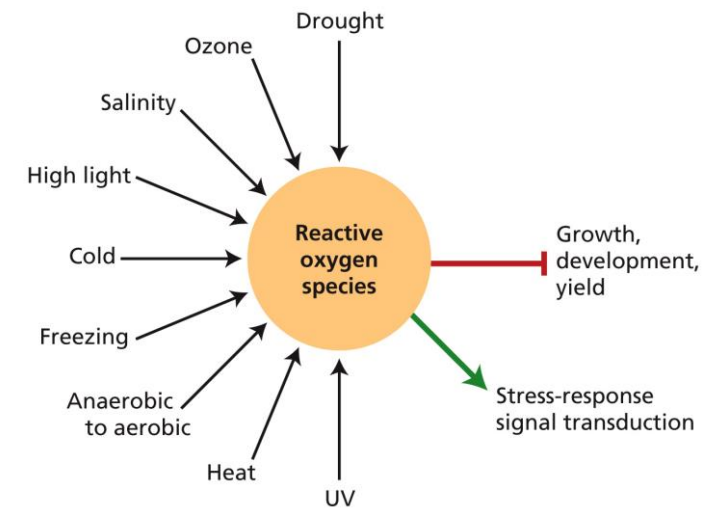 Drought
Ozone
Salinity
High light
Cold
Freezing
Anaerobic
to aerobic
Heat
UV
Reactive
oxygen
species
Growth,
development,
yield
Stress-response
signal transduction